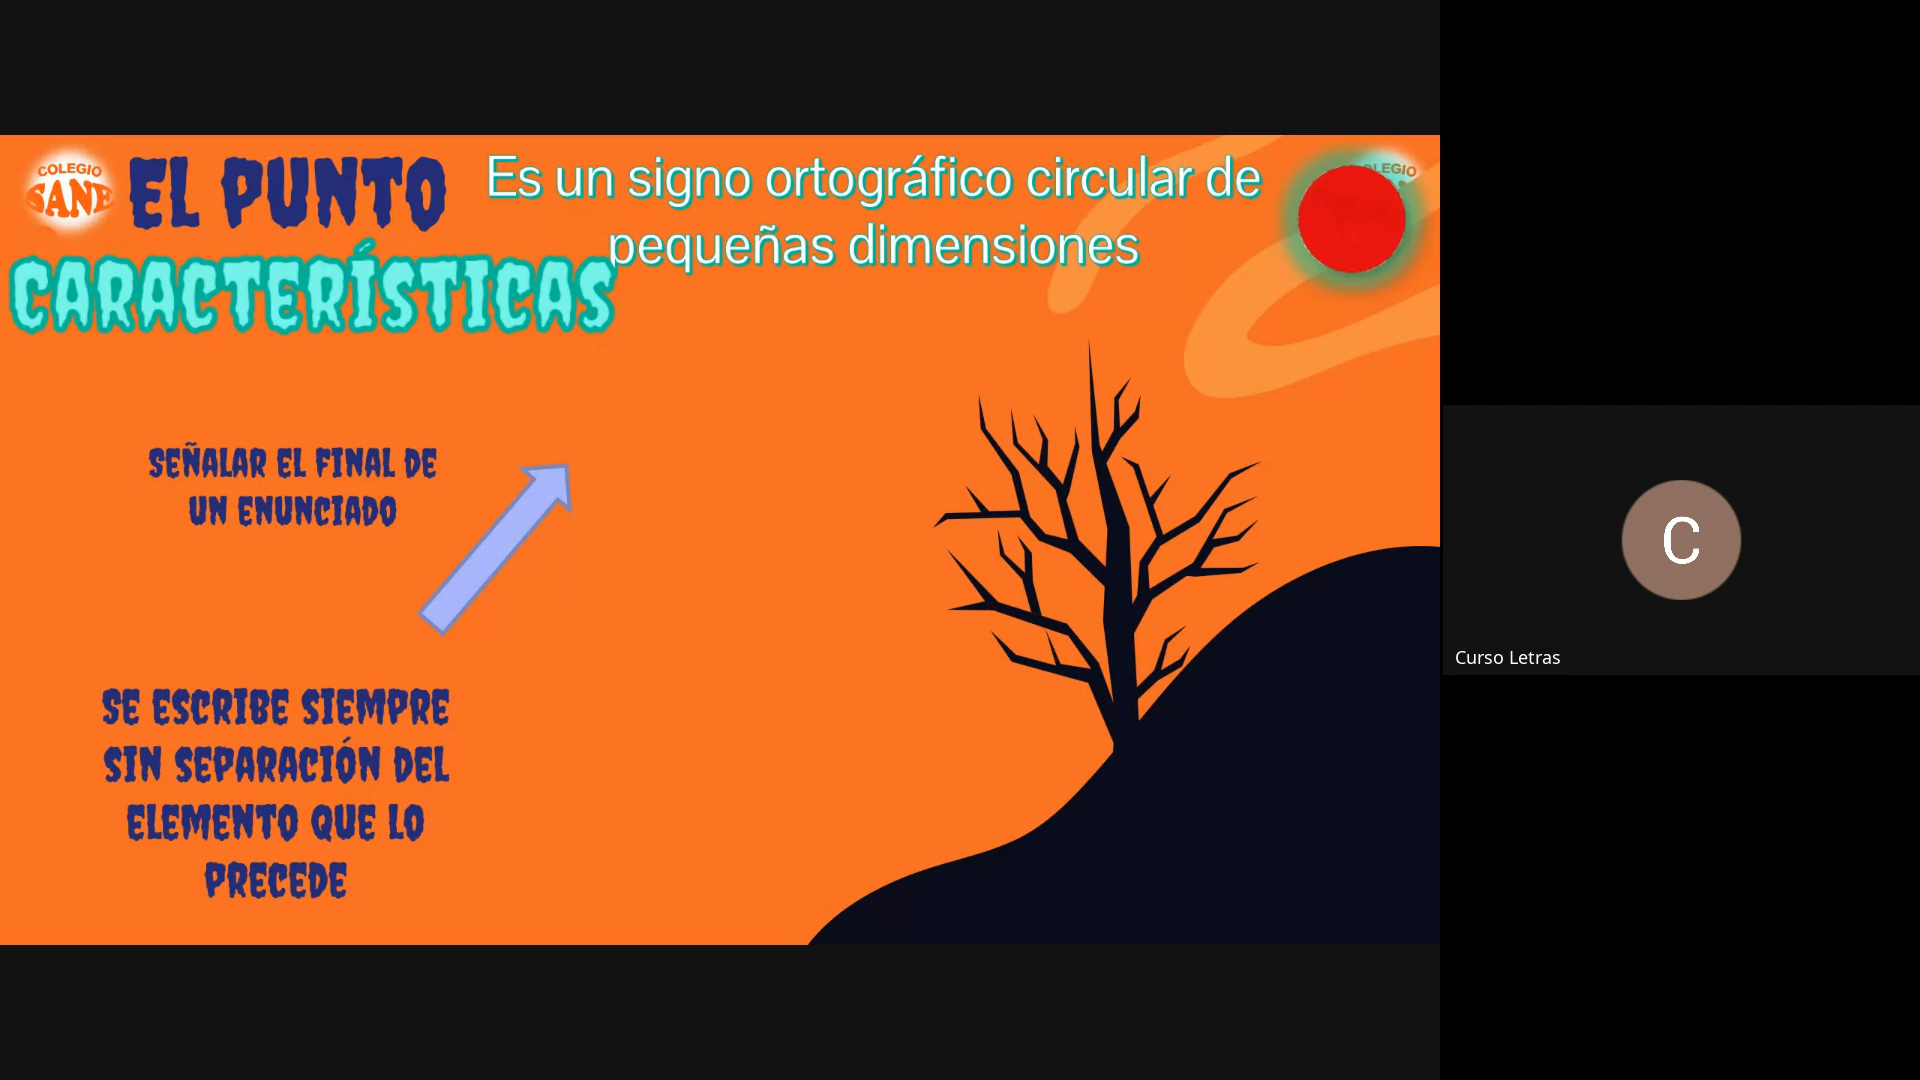 COLEGIO
SANE
EL PUNTO
Es un signo ortográfico circular de
pequeñas dimensiones
CARACTERÍSTICAS
SEÑALAR EL FINAL DE
UN ENUNCIADO
SE ESCRIBE SIEMPRE
SIN SEPARACIÓN DEL
ELEMENTO QUE LO
PRECEDE
C
Curso Letras